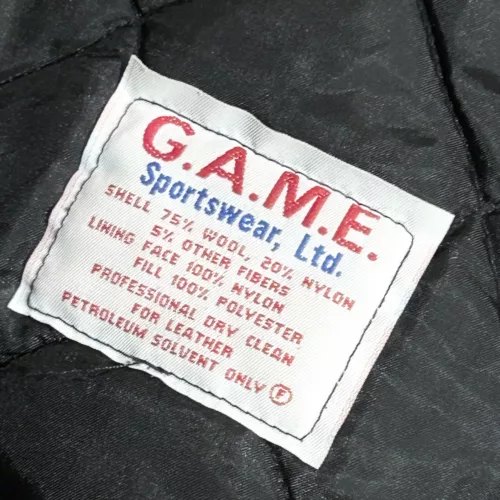 G.A.M.E.
Sportswear, Ltd.
SHELL 75% WOOL, 20% NYLON
5% OTHER FIBERS
LINING FACE 100% NYLON
FILL 100% POLYESTER
PROFESSIONAL DRY CLEAN
FOR LEATHER
PETROLEUM SOLVENT ONLY Ⓕ